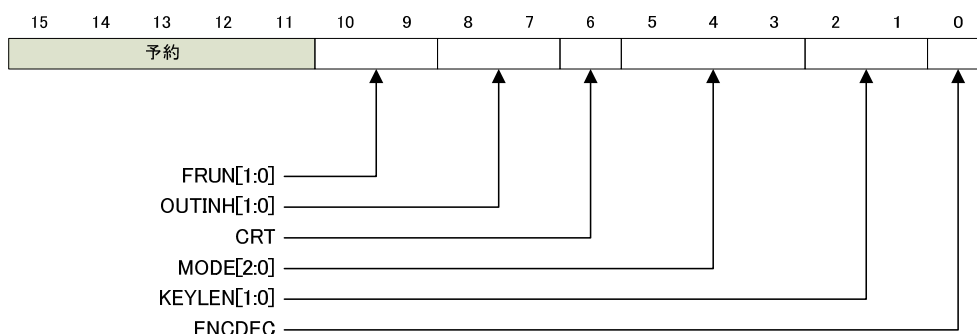 15 14 13 12 11 10 9 8 7 6 5 4 3 2 1 0
予約
FRUN[1:0]
OUTINH[1:0]
CRT
MODE[2:0]
KEYLEN[1:0]
ENCDEC